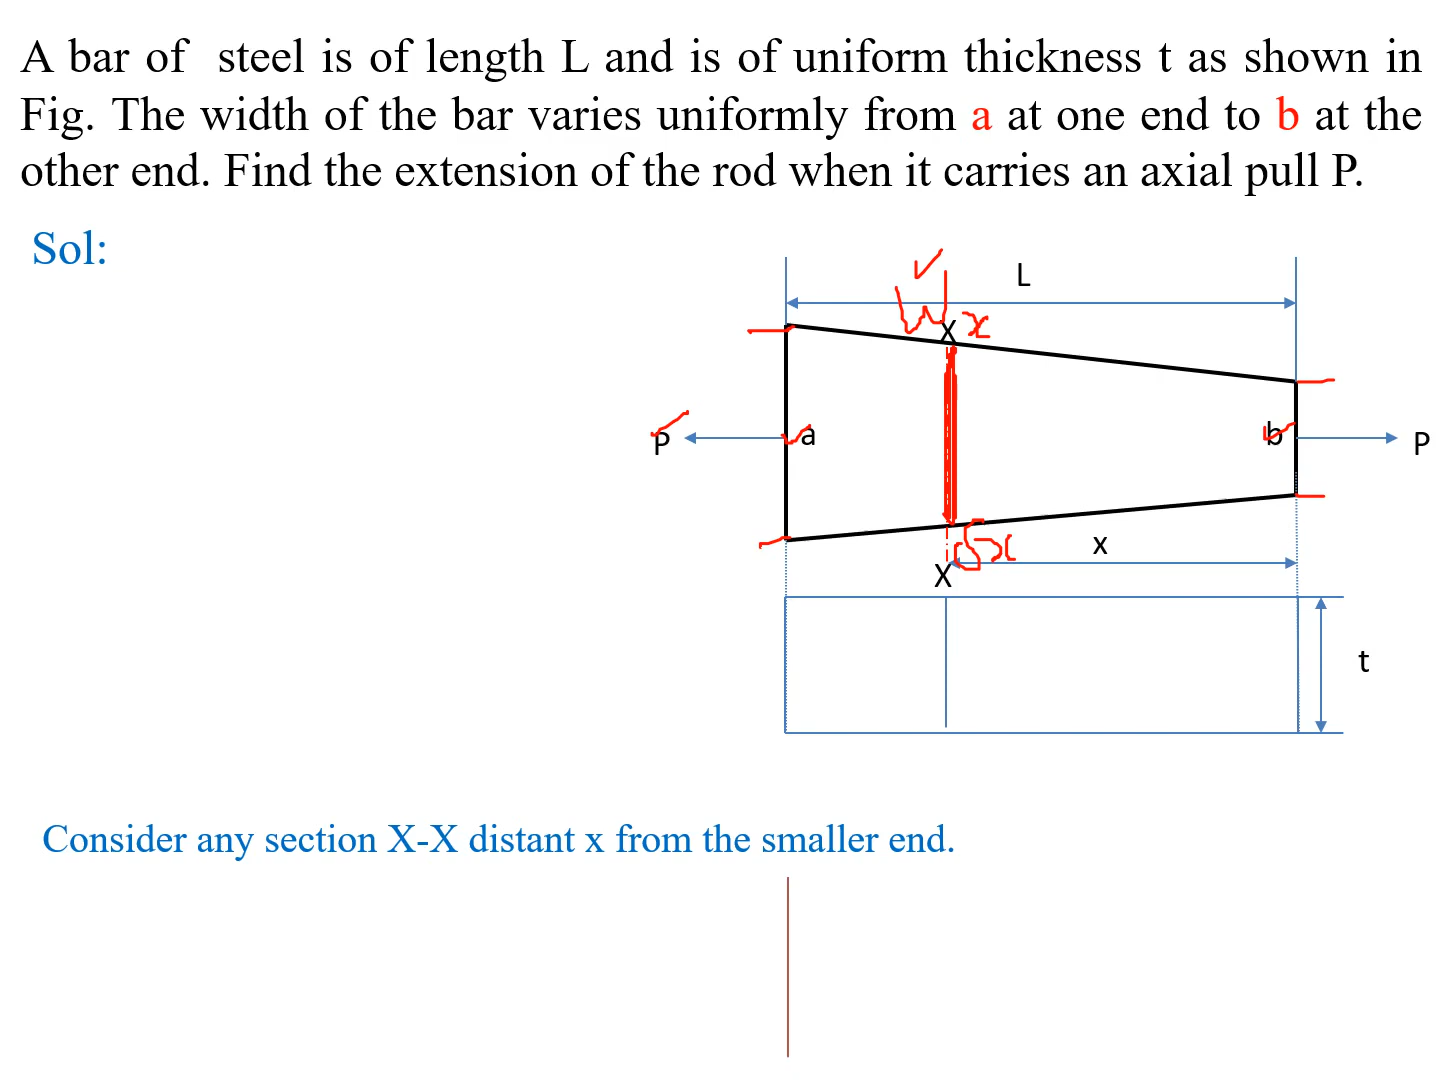 A bar of steel is of length L and is of uniform thickness t as shown in
Fig. The width of the bar varies uniformly from a at one end to b at the
other end. Find the extension of the rod when it carries an axial pull P.
Sol:
L
X x
P
a
b
P
δx
x
X
t
Consider any section X-X distant x from the smaller end.